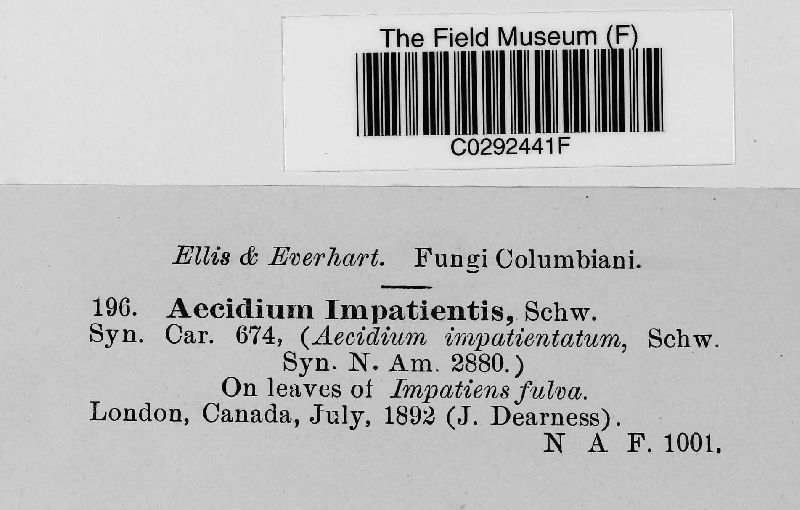 The Field Museum (F)
C0292441F
Ellis & Everhart. Fungi Columbiani.
196. Aecidium Impatientis, Schw.
Syn. Car. 674, (Aecidium impatientatum, Schw.
Syn. N. Am. 2880.)
On leaves of Impatiens fulva.
London, Canada, July, 1892 (J. Dearness).
N A F. 1001.